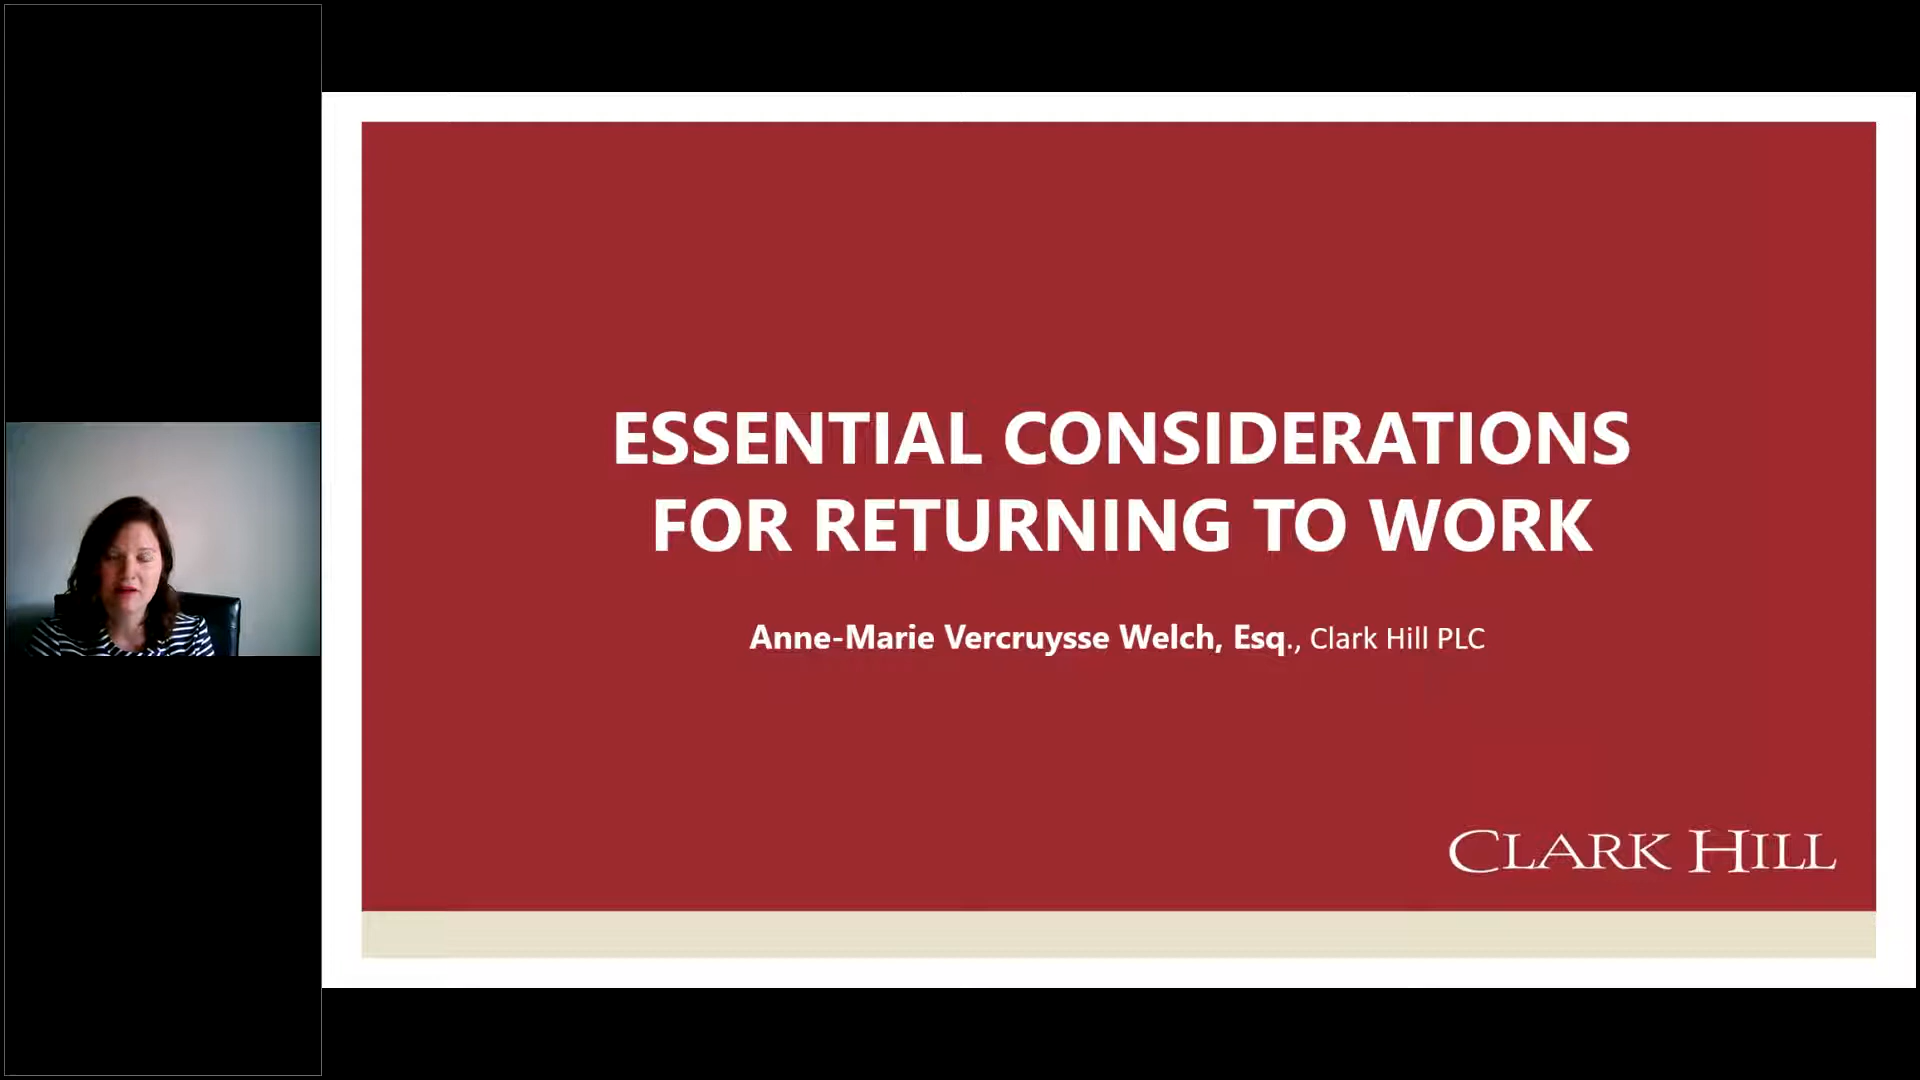 ESSENTIAL CONSIDERATIONS
FOR RETURNING TO WORK
Anne-Marie Vercruysse Welch, Esq., Clark Hill PLC
CLARK HILL